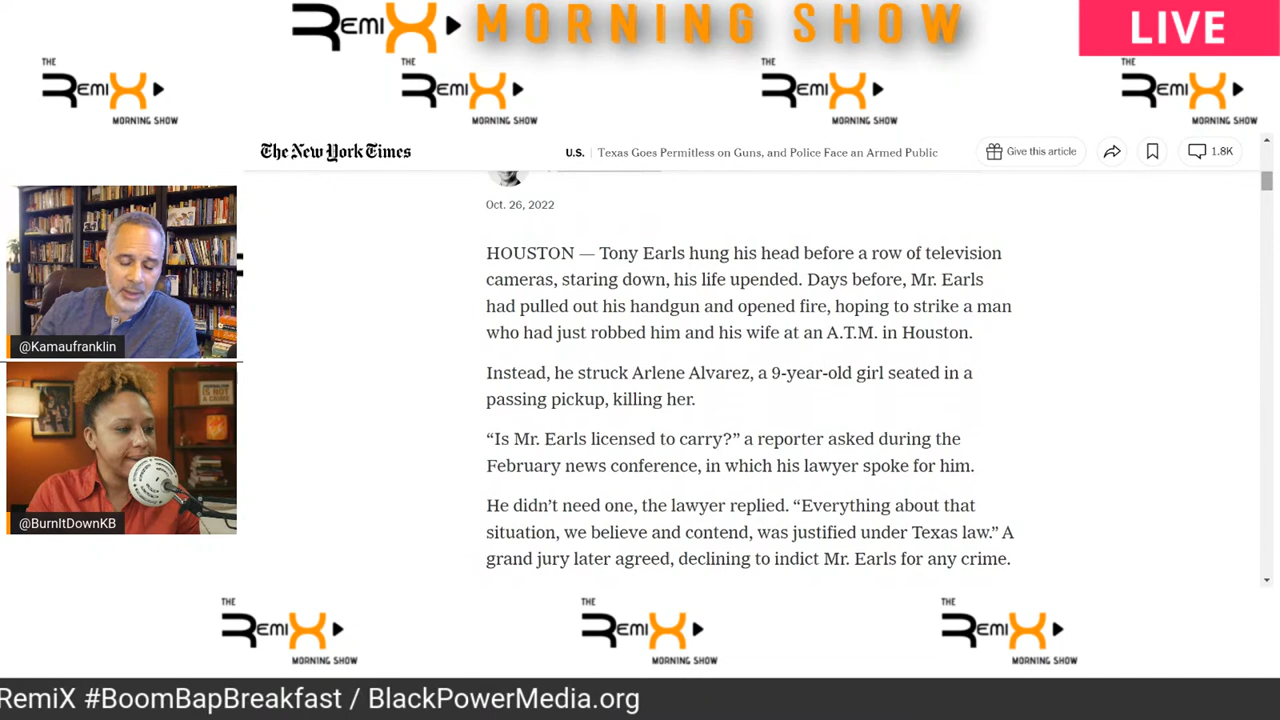 REMIX MORNING SHOW
LIVE
THE REMIX MORNING SHOW
THE REMIX MORNING SHOW
THE REMIX MORNING SHOW
THE REMIX MORNING SHOW
The New York Times
U.S. | Texas Goes Permitless on Guns, and Police Face an Armed Public
Give this article
1.8K
Oct. 26, 2022
HOUSTON — Tony Earls hung his head before a row of television
cameras, staring down, his life upended. Days before, Mr. Earls
had pulled out his handgun and opened fire, hoping to strike a man
who had just robbed him and his wife at an A.T.M. in Houston.
Instead, he struck Arlene Alvarez, a 9-year-old girl seated in a
passing pickup, killing her.
“Is Mr. Earls licensed to carry?” a reporter asked during the
February news conference, in which his lawyer spoke for him.
He didn’t need one, the lawyer replied. “Everything about that
situation, we believe and contend, was justified under Texas law.” A
grand jury later agreed, declining to indict Mr. Earls for any crime.
@Kamaufranklin
JOURNALISM IS NOT A CRIME
@BurnItDownKB
THE REMIX MORNING SHOW
THE REMIX MORNING SHOW
THE REMIX MORNING SHOW
RemiX #BoomBapBreakfast / BlackPowerMedia.org